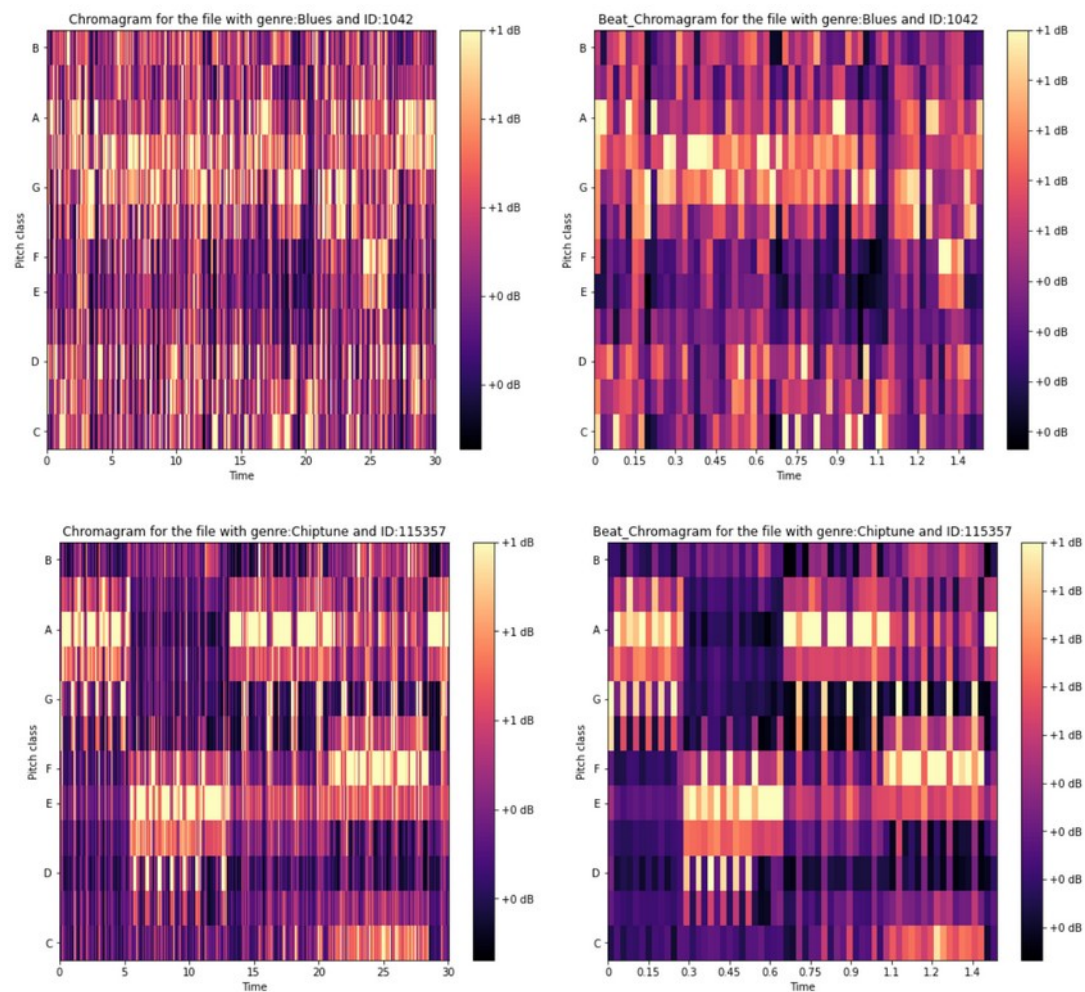 Chromagram for the file with genre:Blues and ID:1042
B
A
G
F
E
D
C
Pitch class
0
5
10
15
20
25
30
Time
+1 dB
+1 dB
+1 dB
+0 dB
+0 dB
Beat_Chromagram for the file with genre:Blues and ID:1042
B
A
G
F
E
D
C
Pitch class
0
0.15
0.3
0.45
0.6
0.75
0.9
1.1
1.2
1.4
Time
+1 dB
+1 dB
+1 dB
+1 dB
+1 dB
+0 dB
+0 dB
+0 dB
+0 dB
+0 dB
Chromagram for the file with genre:Chiptune and ID:115357
B
A
G
F
E
D
C
Pitch class
0
5
10
15
20
25
30
Time
+1 dB
+1 dB
+1 dB
+0 dB
+0 dB
Beat_Chromagram for the file with genre:Chiptune and ID:115357
B
A
G
F
E
D
C
Pitch class
0
0.15
0.3
0.45
0.6
0.75
0.9
1.1
1.2
1.4
Time
+1 dB
+1 dB
+1 dB
+1 dB
+1 dB
+0 dB
+0 dB
+0 dB
+0 dB
+0 dB